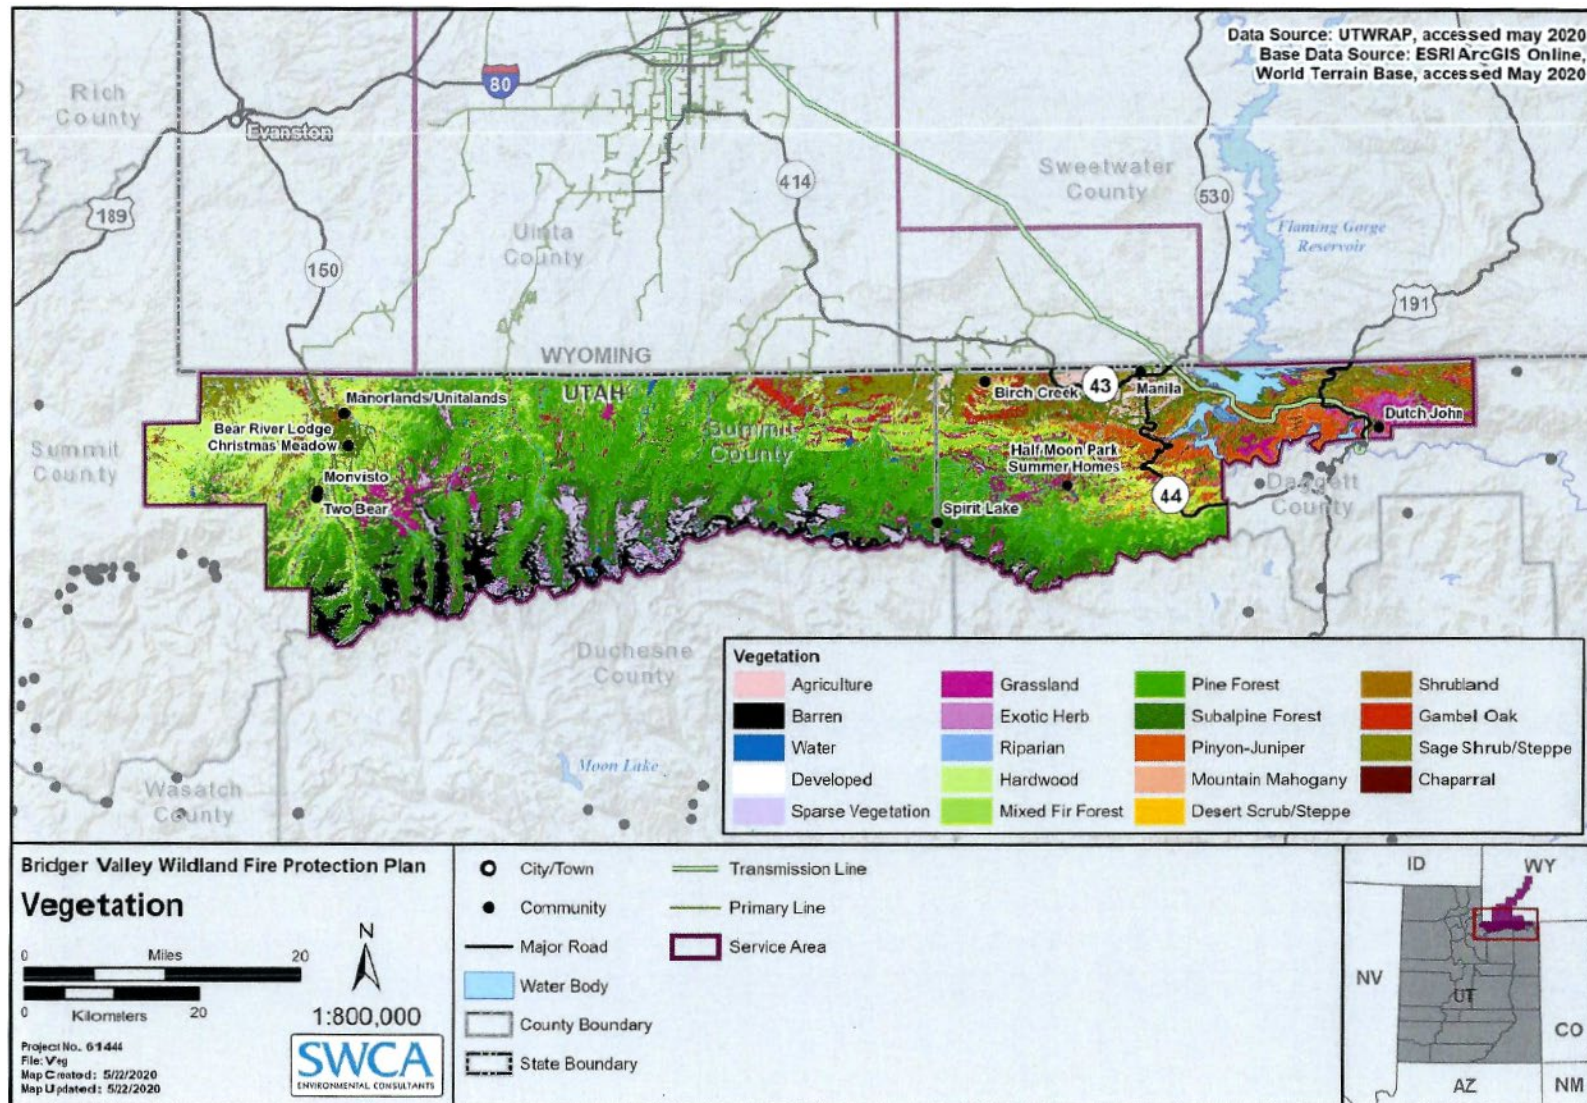 Data Source: UTWRAP, accessed may 2020
Base Data Source: ESRI ArcGIS Online,
World Terrain Base, accessed May 2020
Rich
County
Evanston
80
189
150
Uinta
County
414
Sweetwater
County
530
Flaming Gorge
Reservoir
191
WYOMING
UTAH
Manorlands/Unitalands
Bear River Lodge
Christmas Meadow
Monvisto
Two Bear
Summit
County
Summit
County
Birch Creek
43
Manila
Dutch John
Half Moon Park
Summer Homes
44
Spirit Lake
Daggett
County
Duchesne
County
Moon Lake
Wasatch
County
Vegetation
Agriculture
Barren
Water
Developed
Sparse Vegetation
Grassland
Exotic Herb
Riparian
Hardwood
Mixed Fir Forest
Pine Forest
Subalpine Forest
Pinyon-Juniper
Mountain Mahogany
Desert Scrub/Steppe
Shrubland
Gambel Oak
Sage Shrub/Steppe
Chaparral
Bridger Valley Wildland Fire Protection Plan
Vegetation
0 Miles 20
0 Kilometers 20
N
1:800,000
Project No. 61444
File: Veg
Map Created: 5/22/2020
Map Updated: 5/22/2020
SWCA
ENVIRONMENTAL CONSULTANTS
City/Town
Community
Major Road
Water Body
County Boundary
State Boundary
Transmission Line
Primary Line
Service Area
ID
WY
NV
UT
CO
AZ
NM